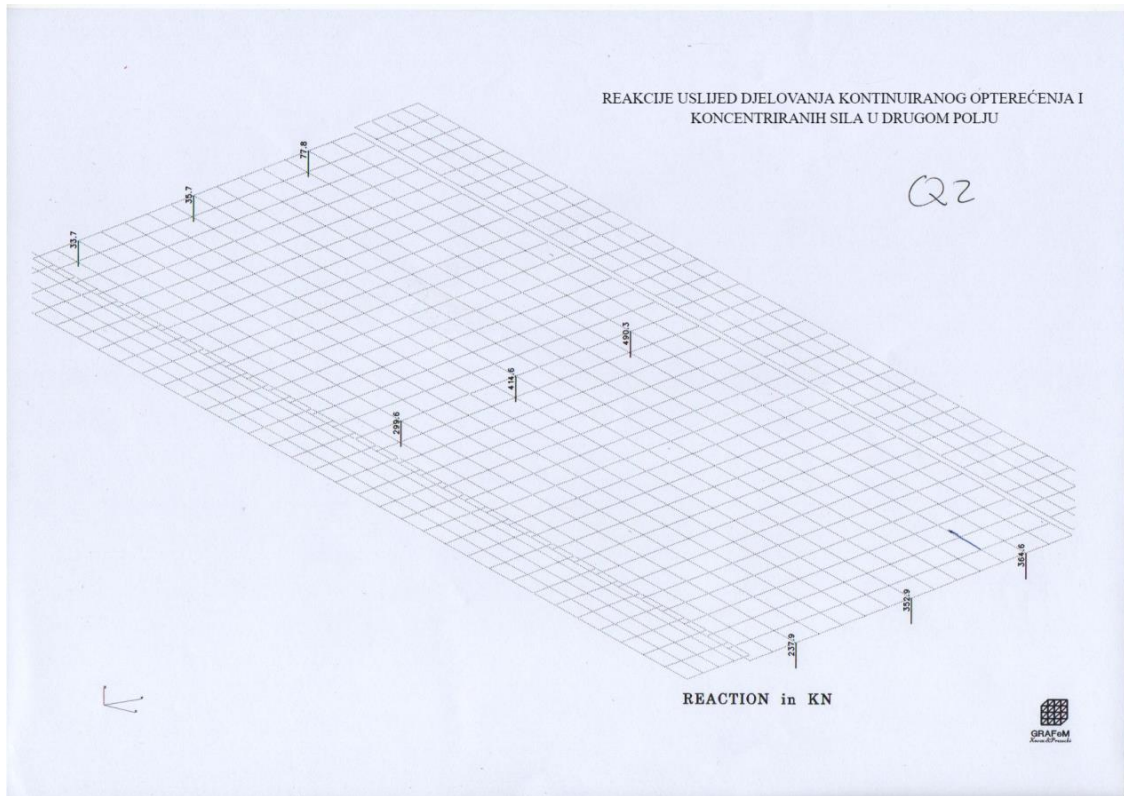 REAKCIJE USLIJED DJELOVANJA KONTINUIRANOG OPTEREĆENJA I
KONCENTRIRANIH SILA U DRUGOM POLJU
Q2
77.8
35.7
33.7
490.3
414.6
299.6
364.6
352.9
237.9
REACTION in KN
GRAFeM